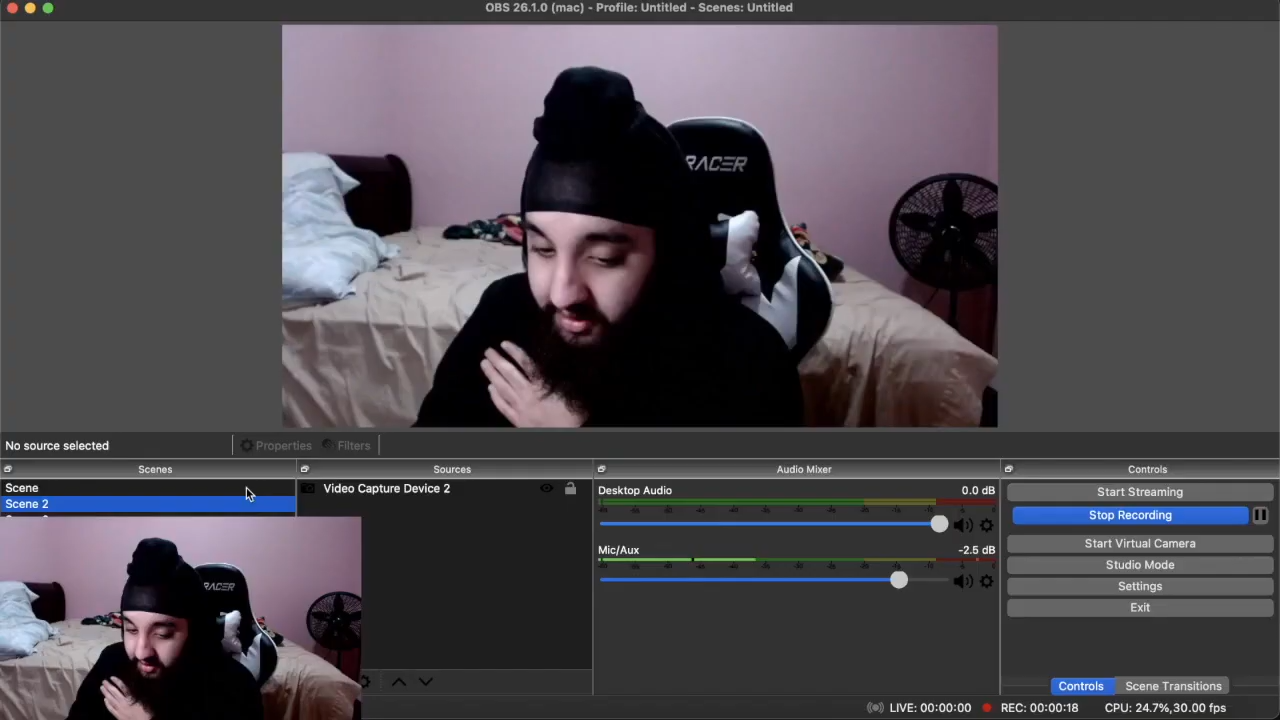 OBS 26.1.0 (mac) - Profile: Untitled - Scenes: Untitled
RACER
No source selected
Properties
Filters
Scenes
Sources
Audio Mixer
Controls
Scene
Scene 2
Video Capture Device 2
Desktop Audio
0.0 dB
Mic/Aux
-2.5 dB
Start Streaming
Stop Recording
Start Virtual Camera
Studio Mode
Settings
Exit
RACER
Controls
Scene Transitions
LIVE: 00:00:00
REC: 00:00:18
CPU: 24.7%,30.00 fps